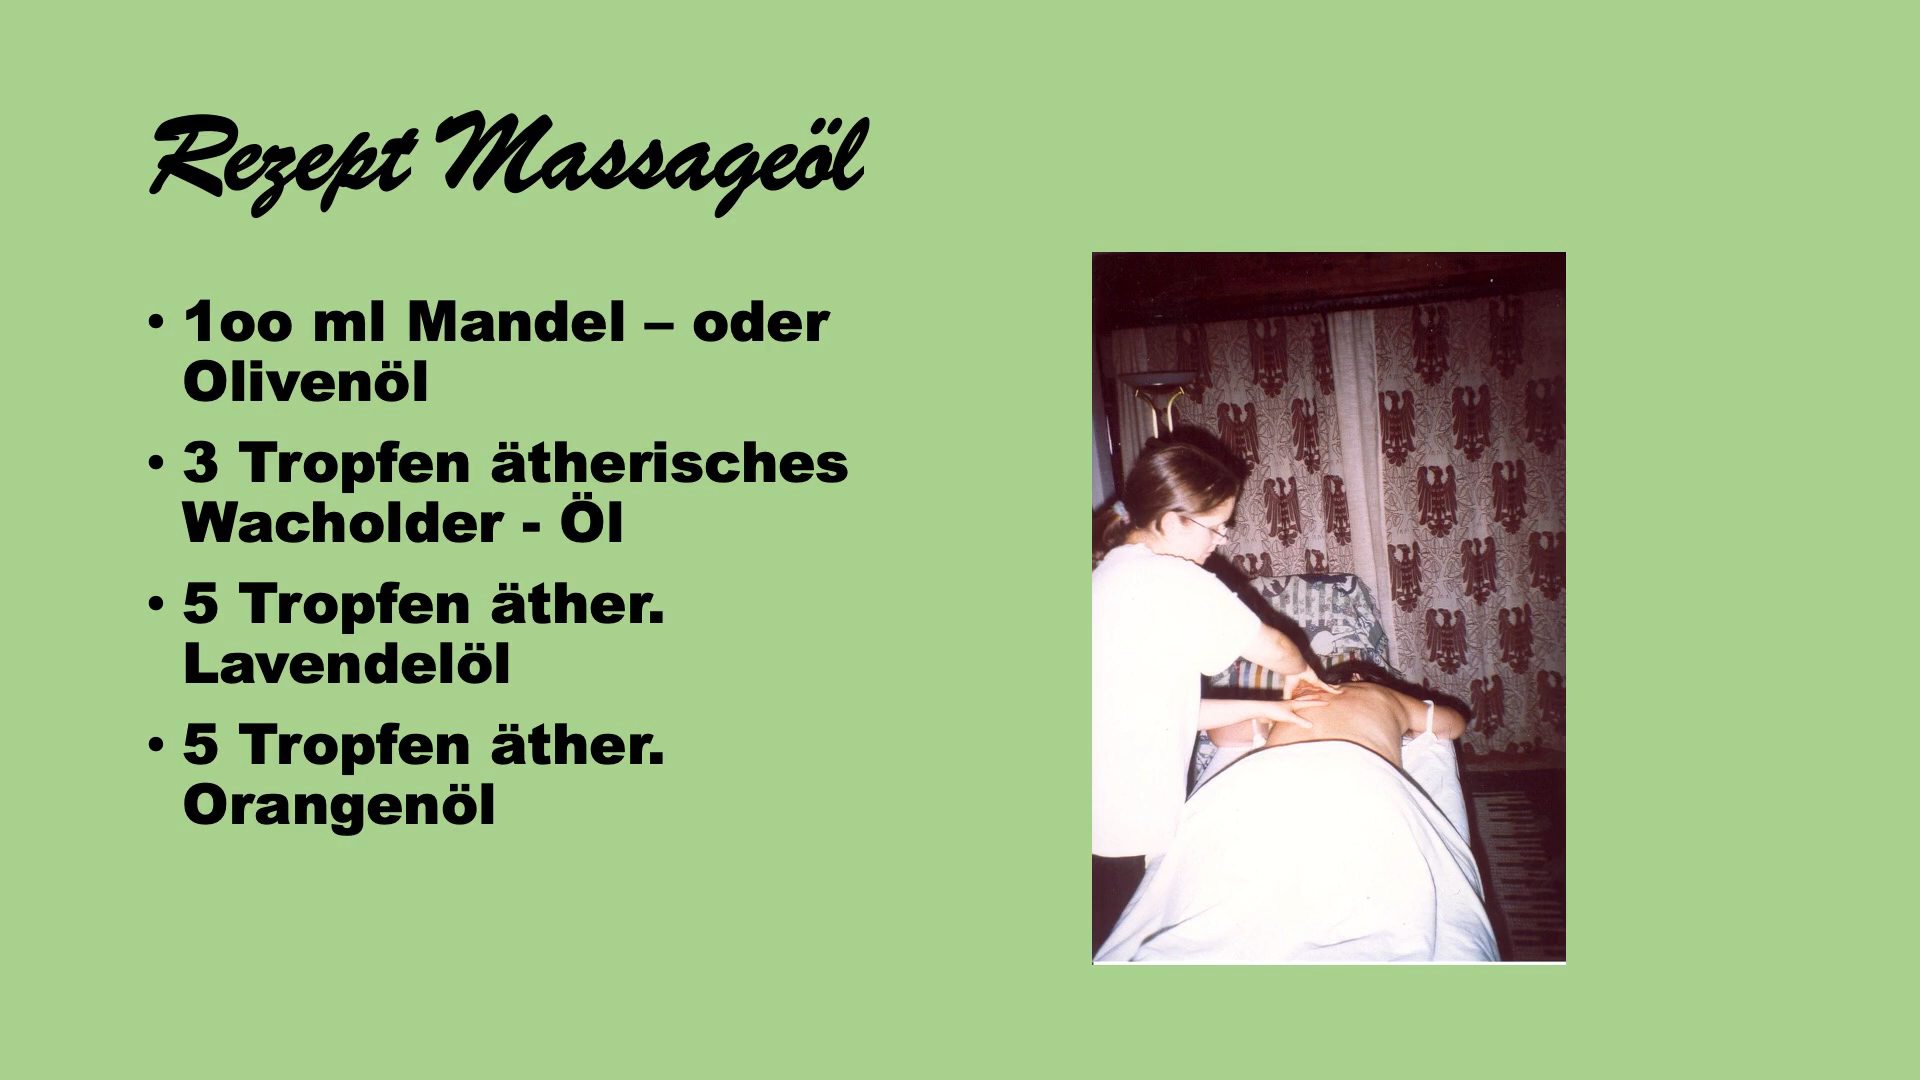 Rezept Massageöl
• 1oo ml Mandel – oder
Olivenöl
• 3 Tropfen ätherisches
Wacholder - Öl
• 5 Tropfen äther.
Lavendelöl
• 5 Tropfen äther.
Orangenöl